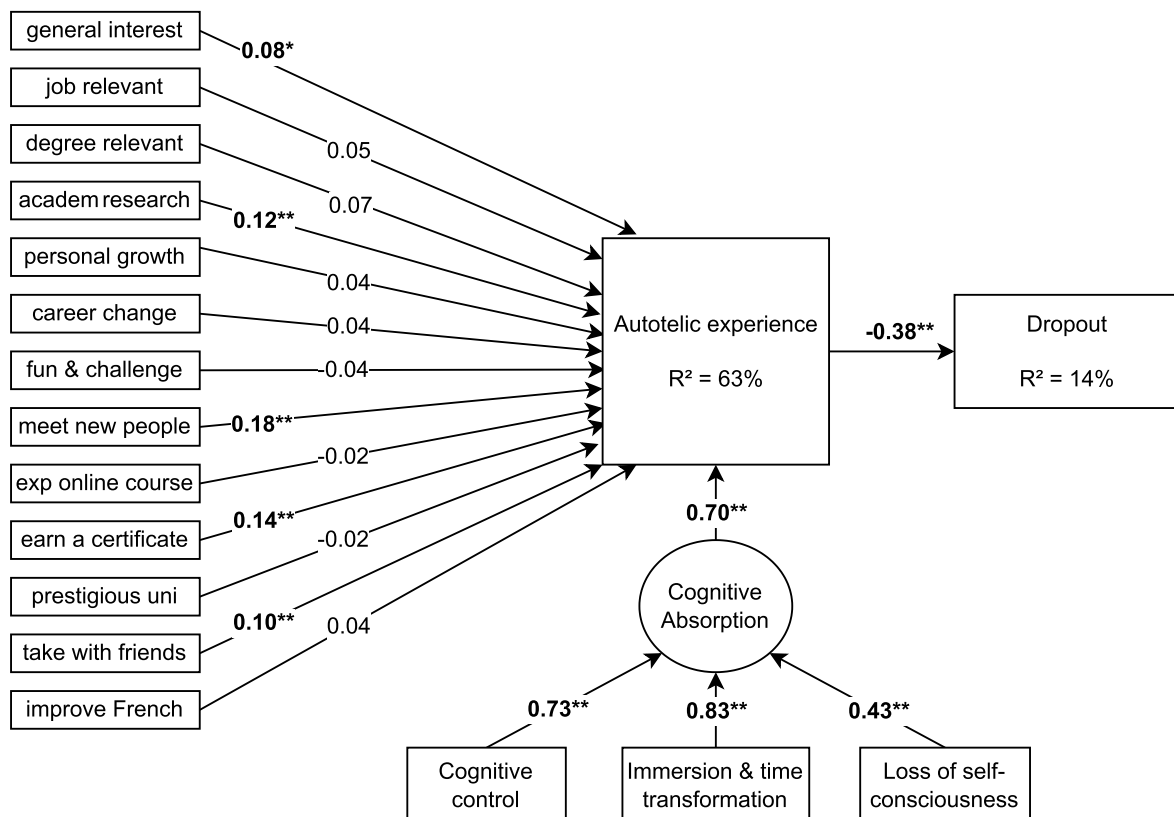 general interest
0.08*
job relevant
0.05
degree relevant
0.07
academ research
0.12**
personal growth
0.04
career change
0.04
fun & challenge
-0.04
meet new people
0.18**
exp online course
-0.02
earn a certificate
0.14**
prestigious uni
-0.02
take with friends
0.10**
improve French
0.04
Autotelic experience
R² = 63%
-0.38**
Dropout
R² = 14%
0.70**
Cognitive
Absorption
0.73**
0.83**
0.43**
Cognitive
control
Immersion & time
transformation
Loss of self-
consciousness